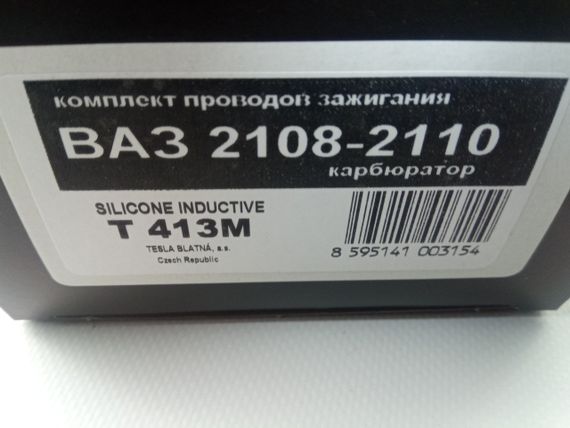 комплект проводов зажигания
ВАЗ 2108-2110
карбюратор
SILICONE INDUCTIVE
T 413M
TESLA BLATNÁ, a.s.
Czech Republic
8 595141 003154